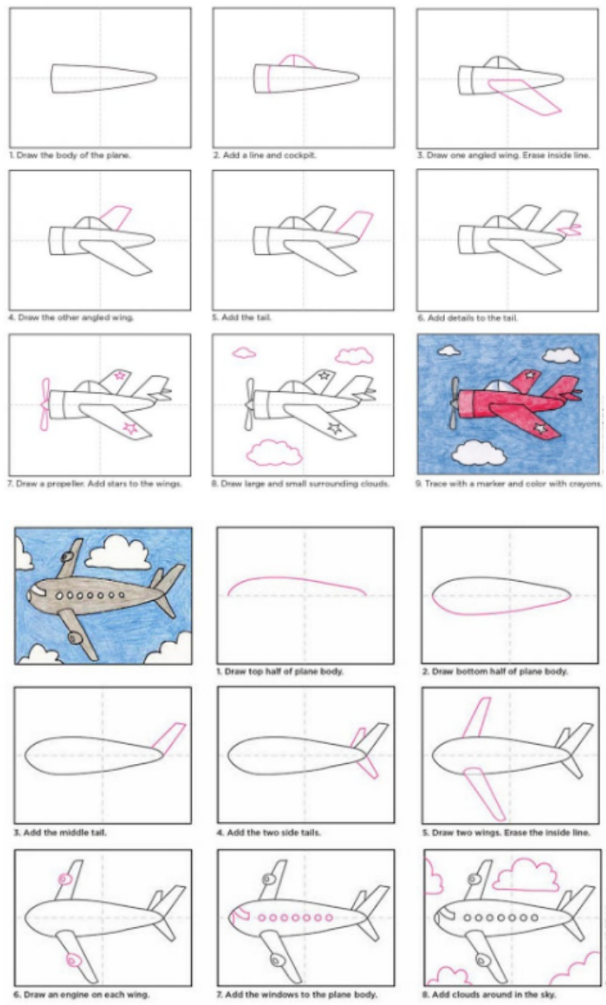 1. Draw the body of the plane.
2. Add a line and cockpit.
3. Draw one angled wing. Erase inside line.
4. Draw the other angled wing.
5. Add the tail.
6. Add details to the tail.
7. Draw a propeller. Add stars to the wings.
8. Draw large and small surrounding clouds.
9. Trace with a marker and color with crayons.
1. Draw top half of plane body.
2. Draw bottom half of plane body.
3. Add the middle tail.
4. Add the two side tails.
5. Draw two wings. Erase the inside line.
6. Draw an engine on each wing.
7. Add the windows to the plane body.
8. Add clouds around in the sky.